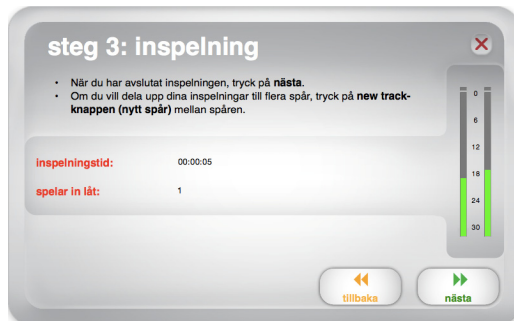 steg 3: inspelning
• När du har avslutat inspelningen, tryck på nästa.
• Om du vill dela upp dina inspelningar till flera spår, tryck på new track-
knappen (nytt spår) mellan spåren.
inspelningstid: 00:00:05
spelar in låt: 1
0
6
12
18
24
30
tillbaka
nästa